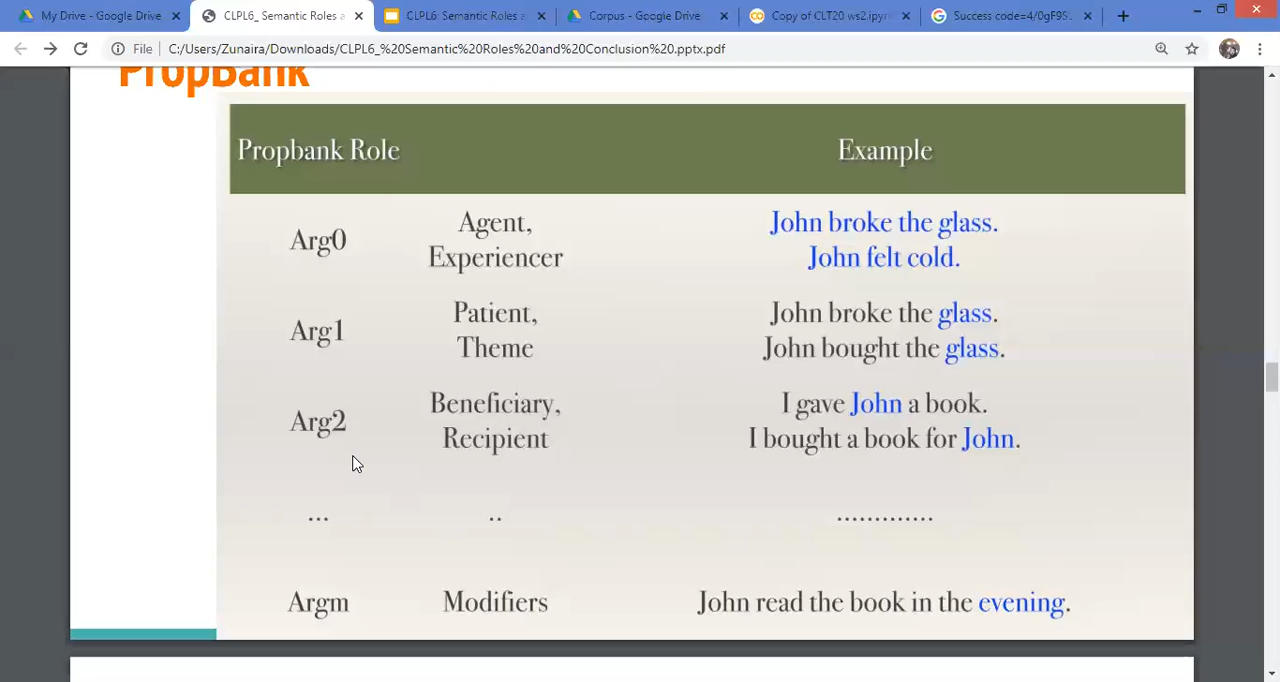 My Drive - Google Drive
CLPL6_ Semantic Roles a
CLPL6: Semantic Roles a
Corpus - Google Drive
Copy of CLT20 ws2.ipyn
Success code=4/0gF9S
File
C:/Users/Zunaira/Downloads/CLPL6_%20Semantic%20Roles%20and%20Conclusion%20.pptx.pdf
PropBank
Propbank Role Example
Arg0 Agent, Experiencer
John broke the glass.
John felt cold.
Arg1 Patient, Theme
John broke the glass.
John bought the glass.
Arg2 Beneficiary, Recipient
I gave John a book.
I bought a book for John.
... .. .............
Argm Modifiers John read the book in the evening.